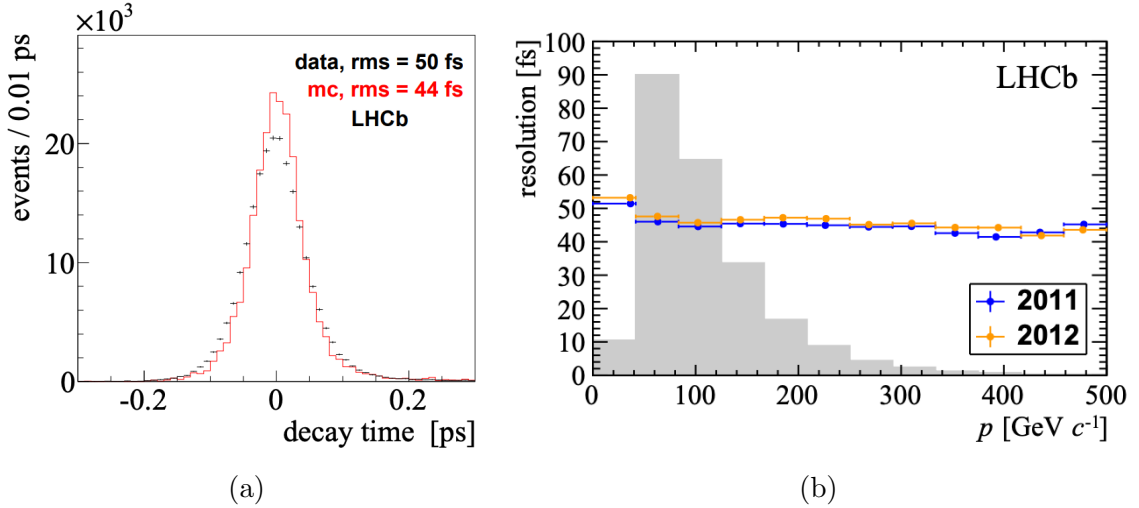 ×10³
data, rms = 50 fs
mc, rms = 44 fs
LHCb
20
10
0
-0.2
0
0.2
events / 0.01 ps
decay time [ps]
(a)
100
90
80
70
60
50
40
30
20
10
0
LHCb
2011
2012
0
100
200
300
400
500
resolution [fs]
p [GeV c⁻¹]
(b)